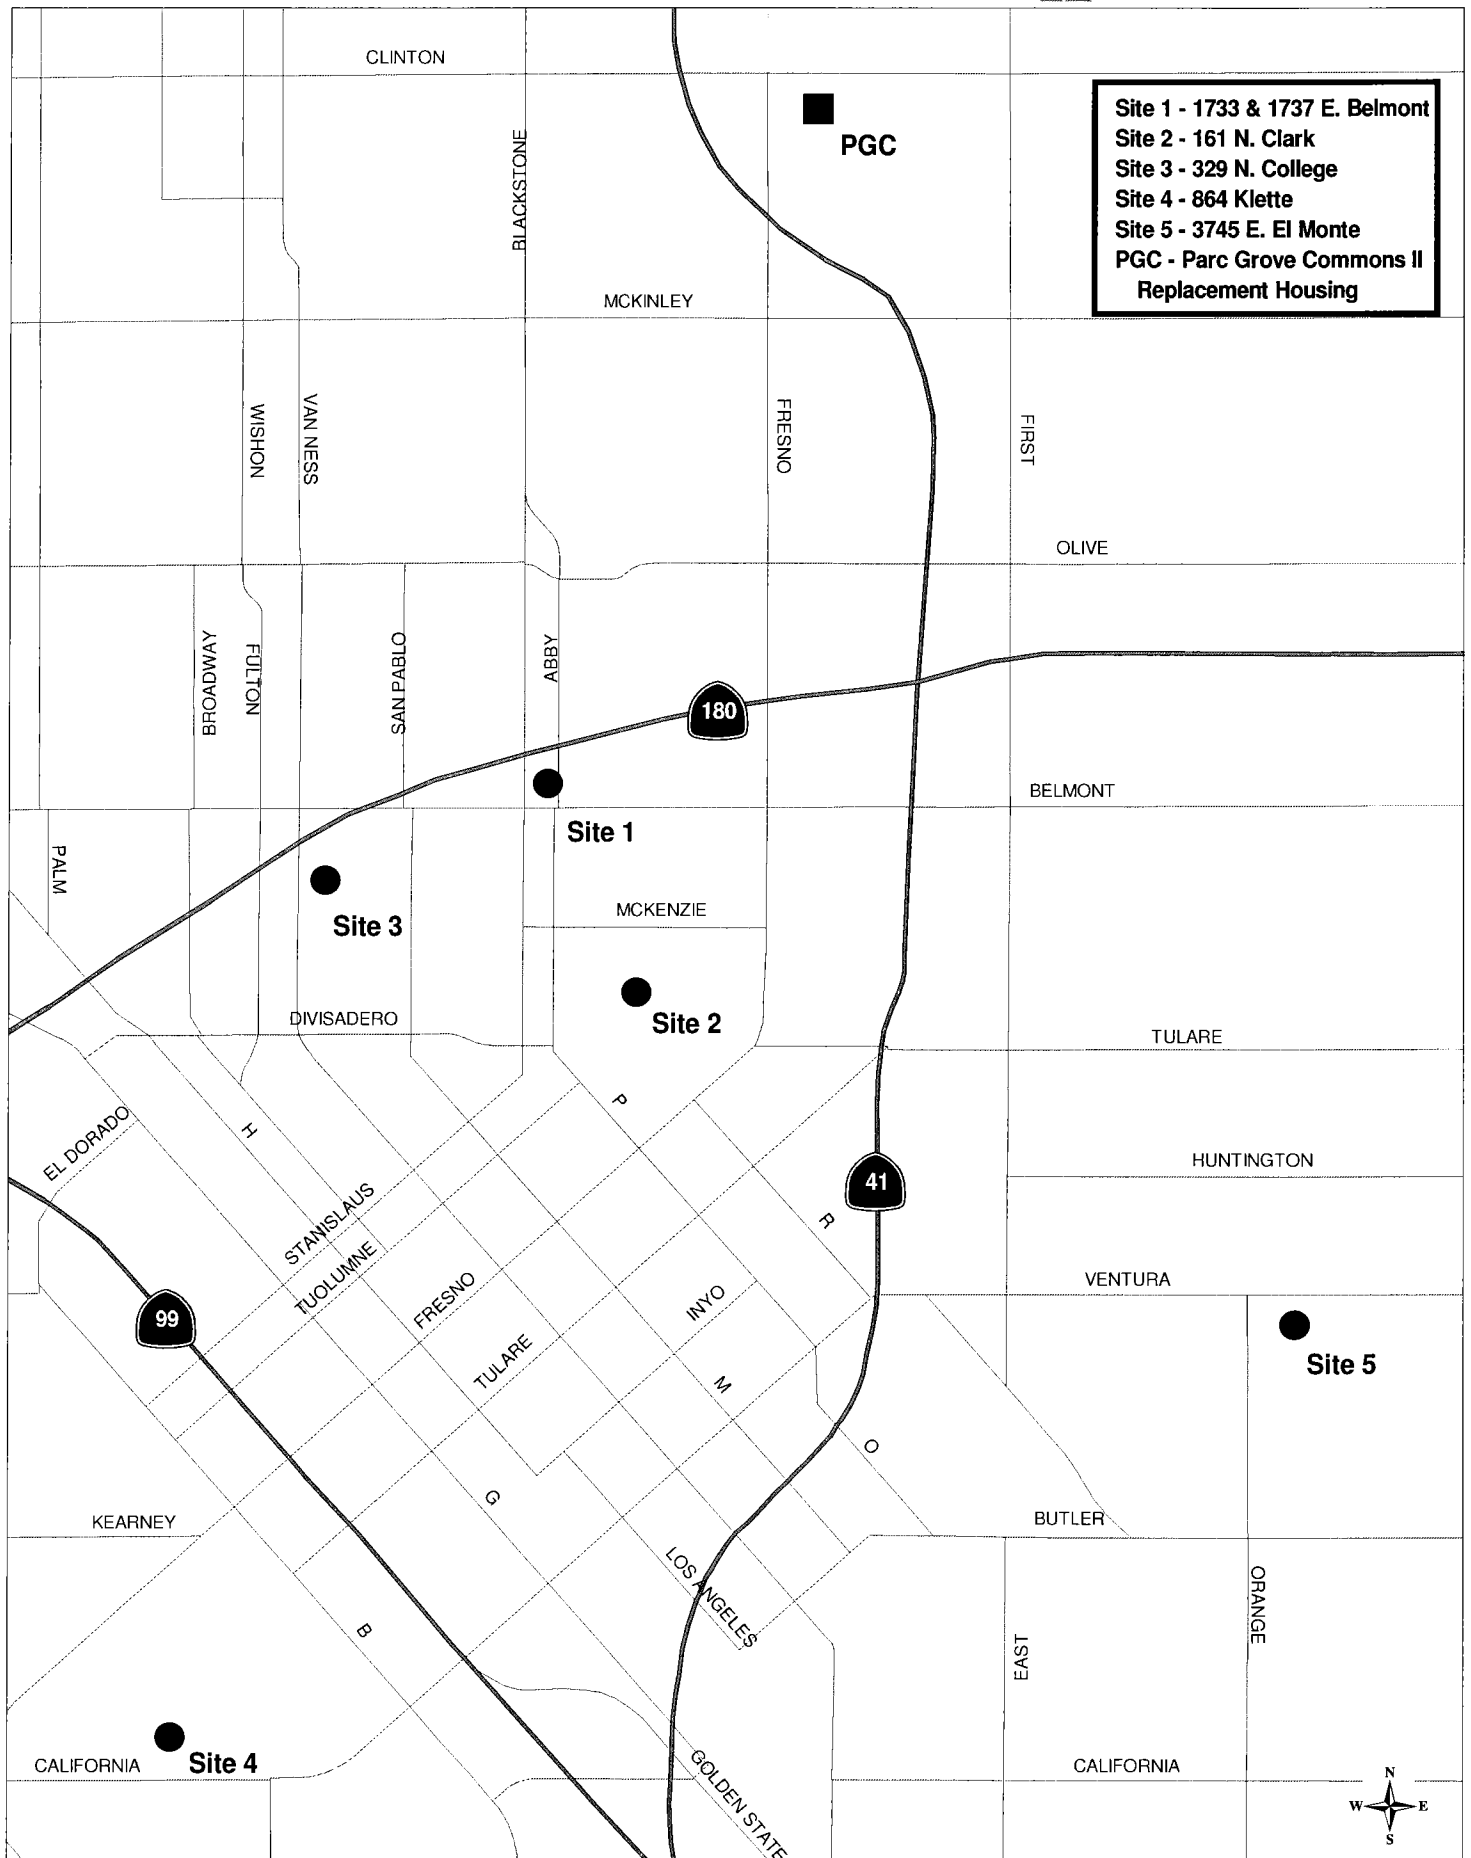 CLINTON
Site 1 - 1733 & 1737 E. Belmont
Site 2 - 161 N. Clark
Site 3 - 329 N. College
Site 4 - 864 Klette
Site 5 - 3745 E. El Monte
PGC - Parc Grove Commons II
Replacement Housing
PGC
BLACKSTONE
MCKINLEY
WISHON
VAN NESS
FRESNO
FIRST
OLIVE
BROADWAY
FULTON
SAN PABLO
ABBY
180
BELMONT
Site 1
PALM
Site 3
MCKENZIE
Site 2
DIVISADERO
TULARE
EL DORADO
H
P
HUNTINGTON
41
STANISLAUS
R
TUOLUMNE
FRESNO
INYO
VENTURA
99
TULARE
Site 5
M
O
G
KEARNEY
BUTLER
LOS ANGELES
ORANGE
B
EAST
Site 4
CALIFORNIA
GOLDEN STATE
CALIFORNIA
N
W
E
S